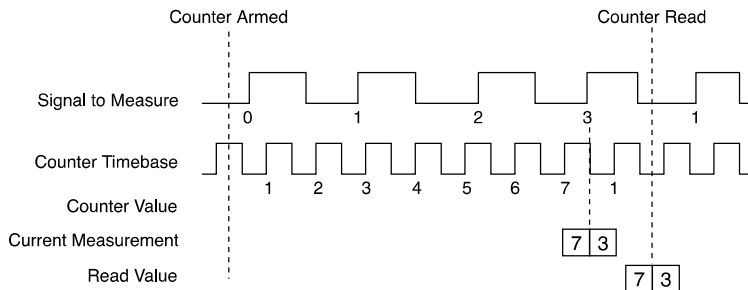 Counter Armed Counter Read
Signal to Measure
0 1 2 3 1
Counter Timebase
1 2 3 4 5 6 7 1
Counter Value
Current Measurement 7 3
Read Value 7 3